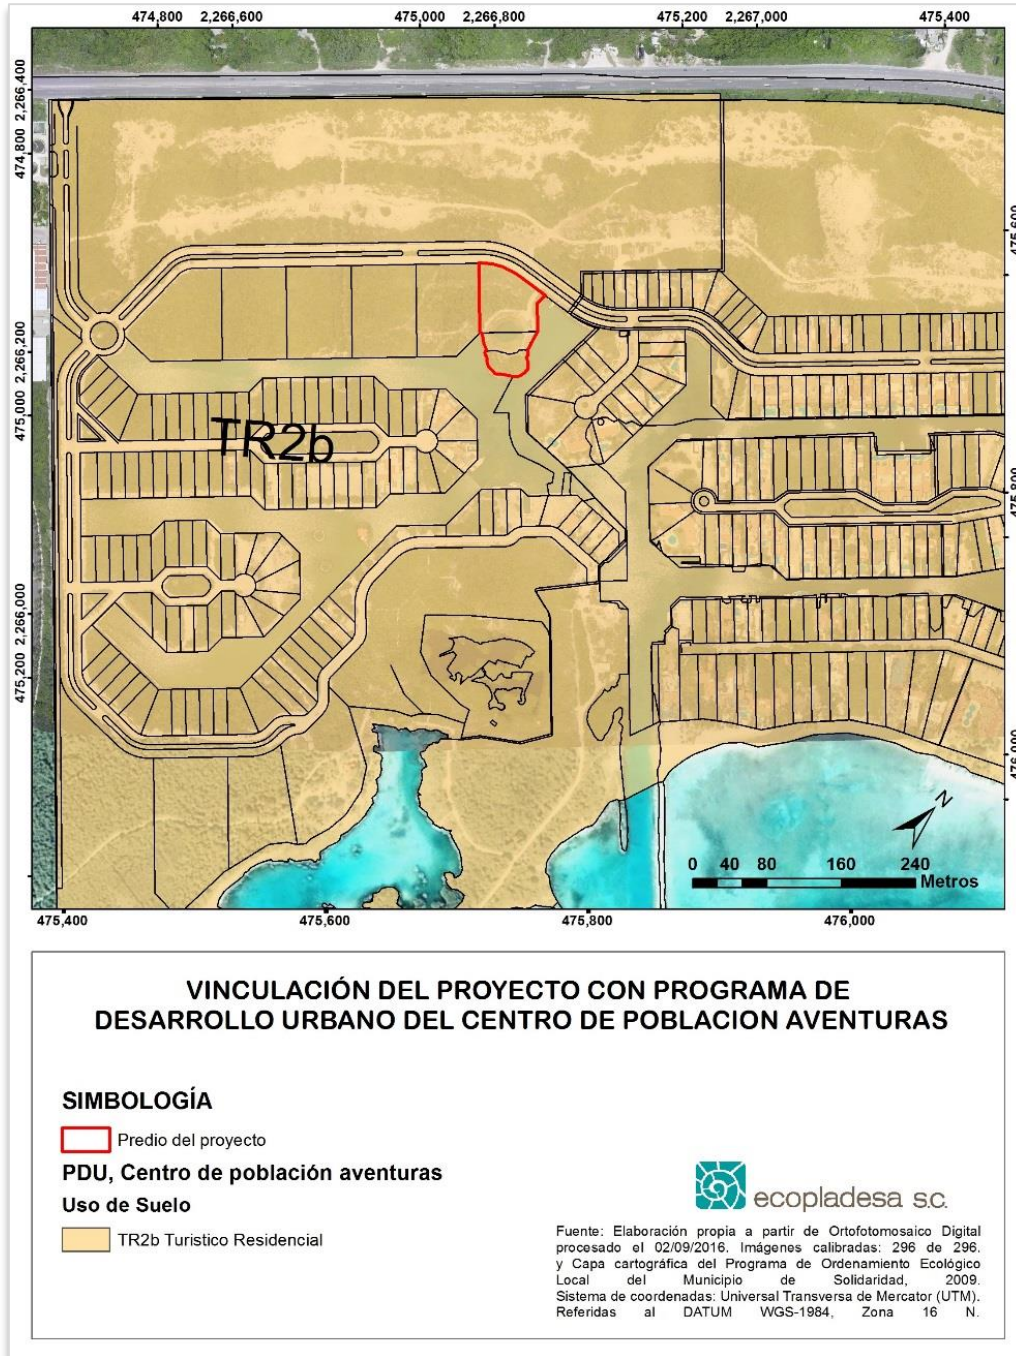 474,800 2,266,600 475,000 2,266,800 475,200 2,267,000 475,400
2,266,400
474,800
2,266,200
475,000
2,266,000
475,200
475,600
475,800
476,000
TR2b
N
0 40 80 160 240
Metros
475,400 475,600 475,800 476,000
VINCULACIÓN DEL PROYECTO CON PROGRAMA DE
DESARROLLO URBANO DEL CENTRO DE POBLACION AVENTURAS
SIMBOLOGÍA
Predio del proyecto
PDU, Centro de población aventuras
Uso de Suelo
TR2b Turistico Residencial
ecopladesa s.c.
Fuente: Elaboración propia a partir de Ortofotomosaico Digital
procesado el 02/09/2016. Imágenes calibradas: 296 de 296.
y Capa cartográfica del Programa de Ordenamiento Ecológico
Local del Municipio de Solidaridad, 2009.
Sistema de coordenadas: Universal Transversa de Mercator (UTM).
Referidas al DATUM WGS-1984, Zona 16 N.